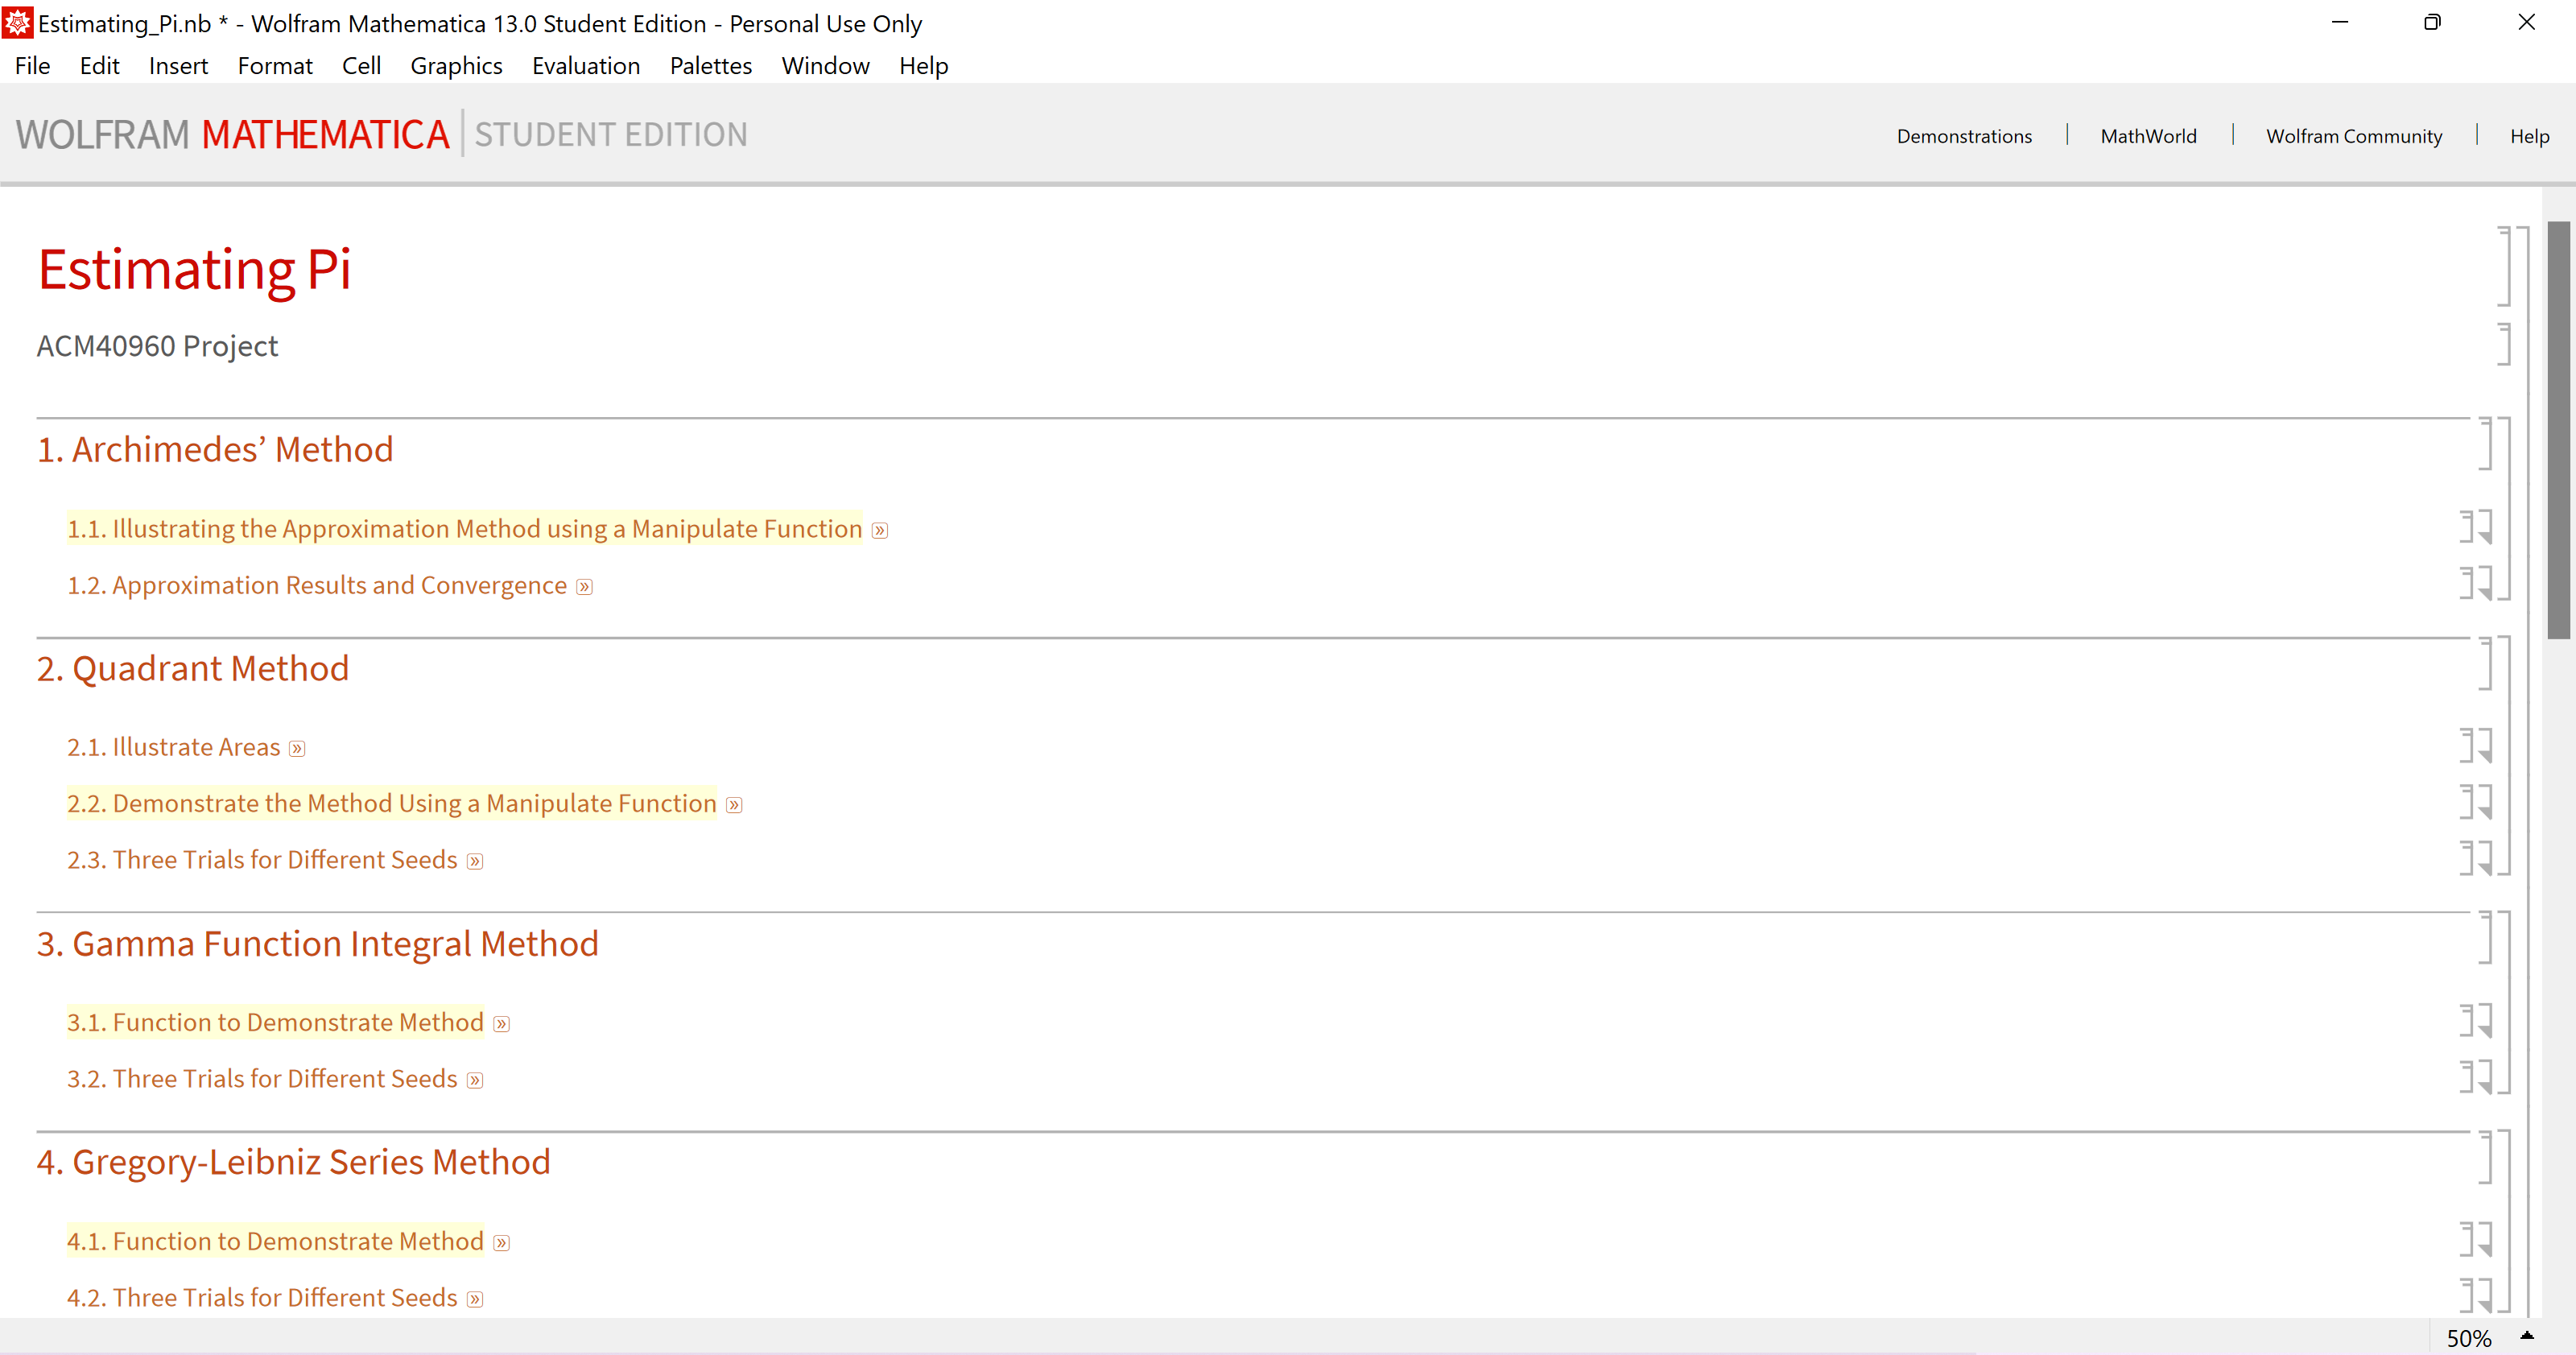 Estimating_Pi.nb * - Wolfram Mathematica 13.0 Student Edition - Personal Use Only
File Edit Insert Format Cell Graphics Evaluation Palettes Window Help
WOLFRAM MATHEMATICA | STUDENT EDITION
Demonstrations | MathWorld | Wolfram Community | Help
Estimating Pi
ACM40960 Project
1. Archimedes’ Method
1.1. Illustrating the Approximation Method using a Manipulate Function »
1.2. Approximation Results and Convergence »
2. Quadrant Method
2.1. Illustrate Areas »
2.2. Demonstrate the Method Using a Manipulate Function »
2.3. Three Trials for Different Seeds »
3. Gamma Function Integral Method
3.1. Function to Demonstrate Method »
3.2. Three Trials for Different Seeds »
4. Gregory-Leibniz Series Method
4.1. Function to Demonstrate Method »
4.2. Three Trials for Different Seeds »
50%